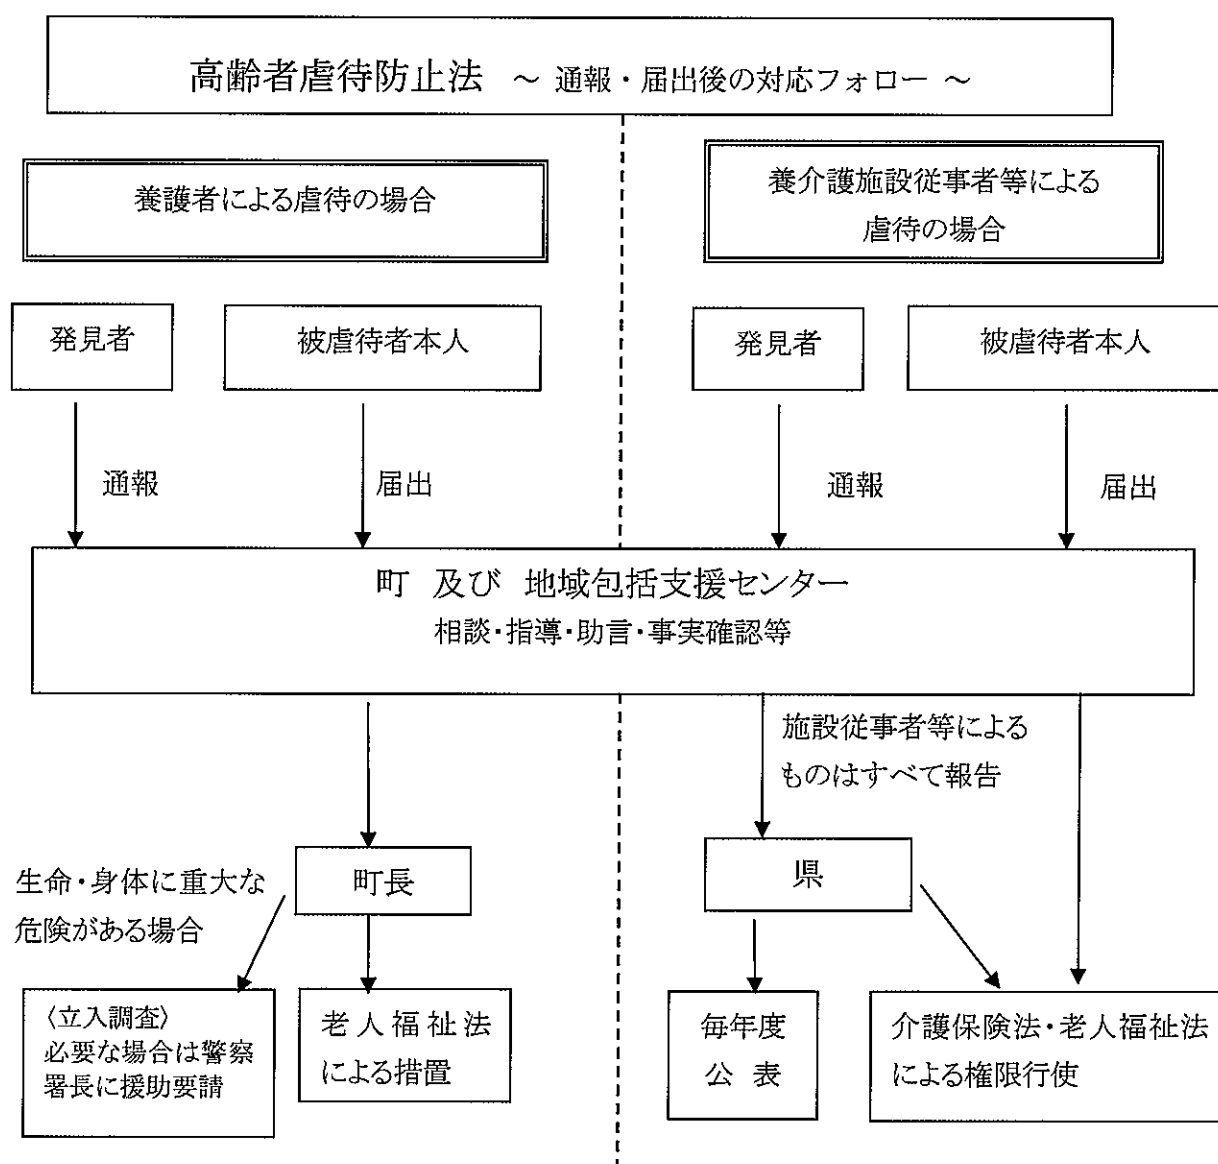 高齢者虐待防止法 ～ 通報・届出後の対応フォロー ～
養護者による虐待の場合
養介護施設従事者等による
虐待の場合
発見者
被虐待者本人
発見者
被虐待者本人
通報
届出
通報
届出
町 及び 地域包括支援センター
相談・指導・助言・事実確認等
施設従事者等による
ものはすべて報告
生命・身体に重大な
危険がある場合
町長
県
〈立入調査〉
必要な場合は警察
署長に援助要請
老人福祉法
による措置
毎年度
公 表
介護保険法・老人福祉法
による権限行使